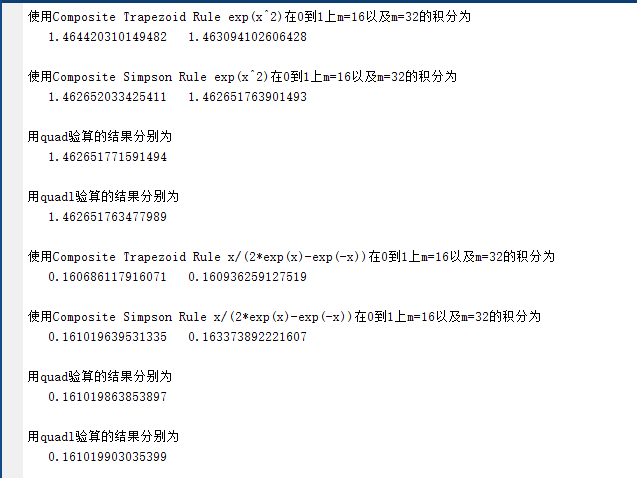 使用Composite Trapezoid Rule exp(x^2)在0到1上m=16以及m=32的积分为
1.464420310149482 1.463094102606428
使用Composite Simpson Rule exp(x^2)在0到1上m=16以及m=32的积分为
1.462652033425411 1.462651763901493
用quad验算的结果分别为
1.462651771591494
用quadl验算的结果分别为
1.462651763477989
使用Composite Trapezoid Rule x/(2*exp(x)-exp(-x))在0到1上m=16以及m=32的积分为
0.160686117916071 0.160936259127519
使用Composite Simpson Rule x/(2*exp(x)-exp(-x))在0到1上m=16以及m=32的积分为
0.161019639531335 0.163373892221607
用quad验算的结果分别为
0.161019863853897
用quadl验算的结果分别为
0.161019903035399